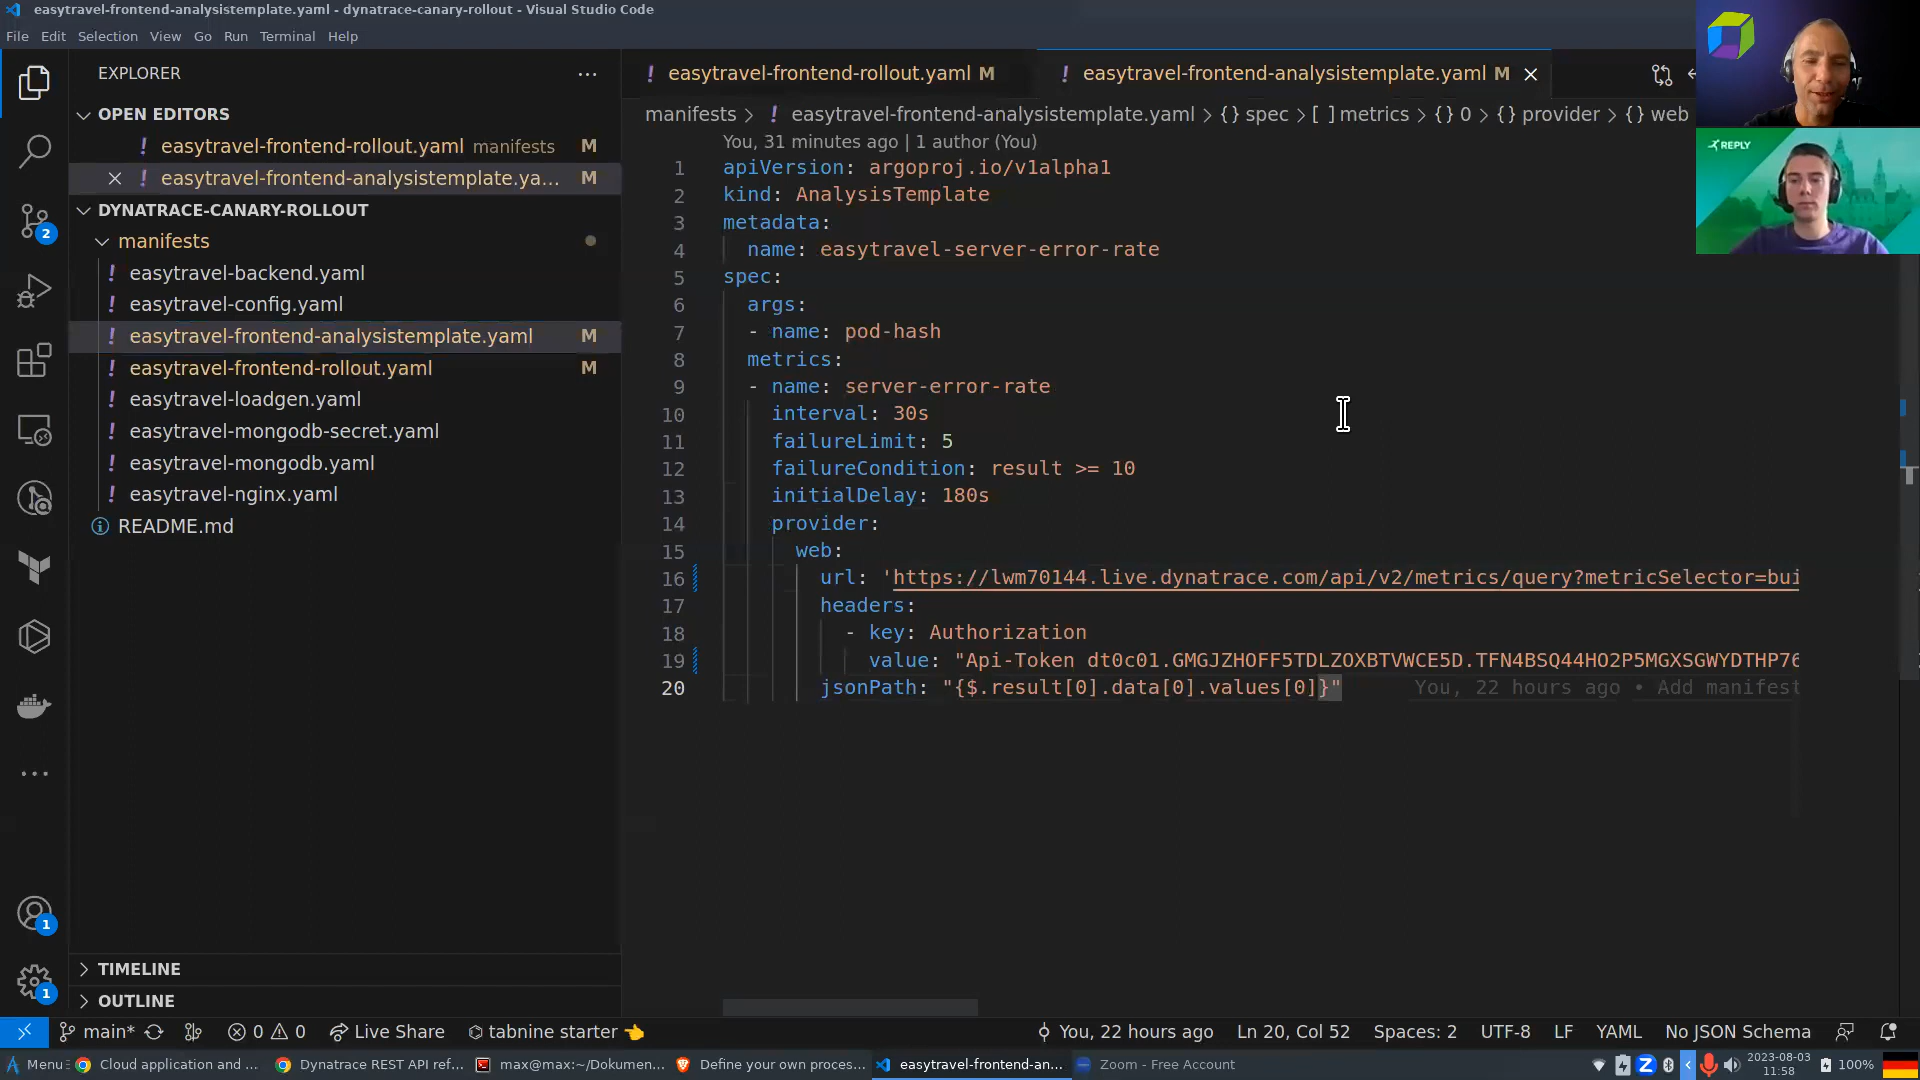 easytravel-frontend-analysistemplate.yaml - dynatrace-canary-rollout - Visual Studio Code
File Edit Selection View Go Run Terminal Help
EXPLORER
OPEN EDITORS
easytravel-frontend-rollout.yaml manifests M
easytravel-frontend-analysistemplate.ya... M
DYNATRACE-CANARY-ROLLOUT
manifests
easytravel-backend.yaml
easytravel-config.yaml
easytravel-frontend-analysistemplate.yaml M
easytravel-frontend-rollout.yaml M
easytravel-loadgen.yaml
easytravel-mongodb-secret.yaml
easytravel-mongodb.yaml
easytravel-nginx.yaml
README.md
TIMELINE
OUTLINE
2
1
1
easytravel-frontend-rollout.yaml M
easytravel-frontend-analysistemplate.yaml M
manifests > ! easytravel-frontend-analysistemplate.yaml > {} spec > [ ] metrics > {} 0 > {} provider > {} web
You, 31 minutes ago | 1 author (You)
1 apiVersion: argoproj.io/v1alpha1
2 kind: AnalysisTemplate
3 metadata:
4 name: easytravel-server-error-rate
5 spec:
6 args:
7 - name: pod-hash
8 metrics:
9 - name: server-error-rate
10 interval: 30s
11 failureLimit: 5
12 failureCondition: result >= 10
13 initialDelay: 180s
14 provider:
15 web:
16 url: 'https://lwm70144.live.dynatrace.com/api/v2/metrics/query?metricSelector=bui
17 headers:
18 - key: Authorization
19 value: "Api-Token dt0c01.GMGJZHOFF5TDLZOXBTVWCE5D.TFN4BSQ44HO2P5MGXSGWYDTHP76
20 jsonPath: "{$.result[0].data[0].values[0]}" You, 22 hours ago • Add manifest
REPLY
main* 0 0 Live Share tabnine starter You, 22 hours ago Ln 20, Col 52 Spaces: 2 UTF-8 LF YAML No JSON Schema
Menu Cloud application and ... Dynatrace REST API ref... max@max:~/Dokumen... Define your own proces... easytravel-frontend-an... Zoom - Free Account 2023-08-03 11:58 100%